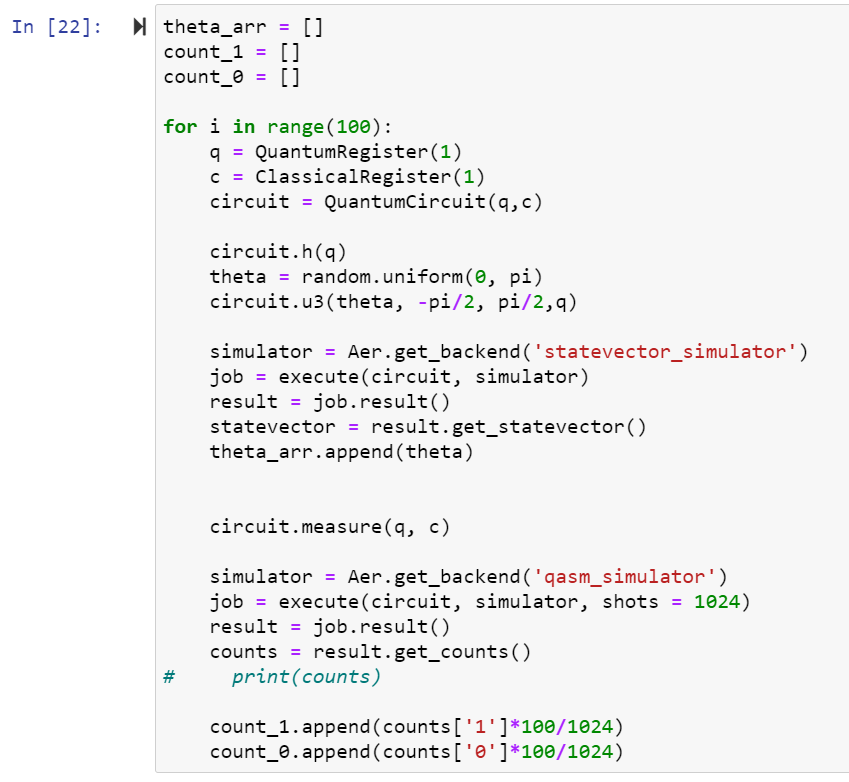 In [22]:
theta_arr = []
count_1 = []
count_0 = []
for i in range(100):
    q = QuantumRegister(1)
    c = ClassicalRegister(1)
    circuit = QuantumCircuit(q,c)
    circuit.h(q)
    theta = random.uniform(0, pi)
    circuit.u3(theta, -pi/2, pi/2,q)
    simulator = Aer.get_backend('statevector_simulator')
    job = execute(circuit, simulator)
    result = job.result()
    statevector = result.get_statevector()
    theta_arr.append(theta)
    circuit.measure(q, c)
    simulator = Aer.get_backend('qasm_simulator')
    job = execute(circuit, simulator, shots = 1024)
    result = job.result()
    counts = result.get_counts()
#     print(counts)
    count_1.append(counts['1']*100/1024)
    count_0.append(counts['0']*100/1024)